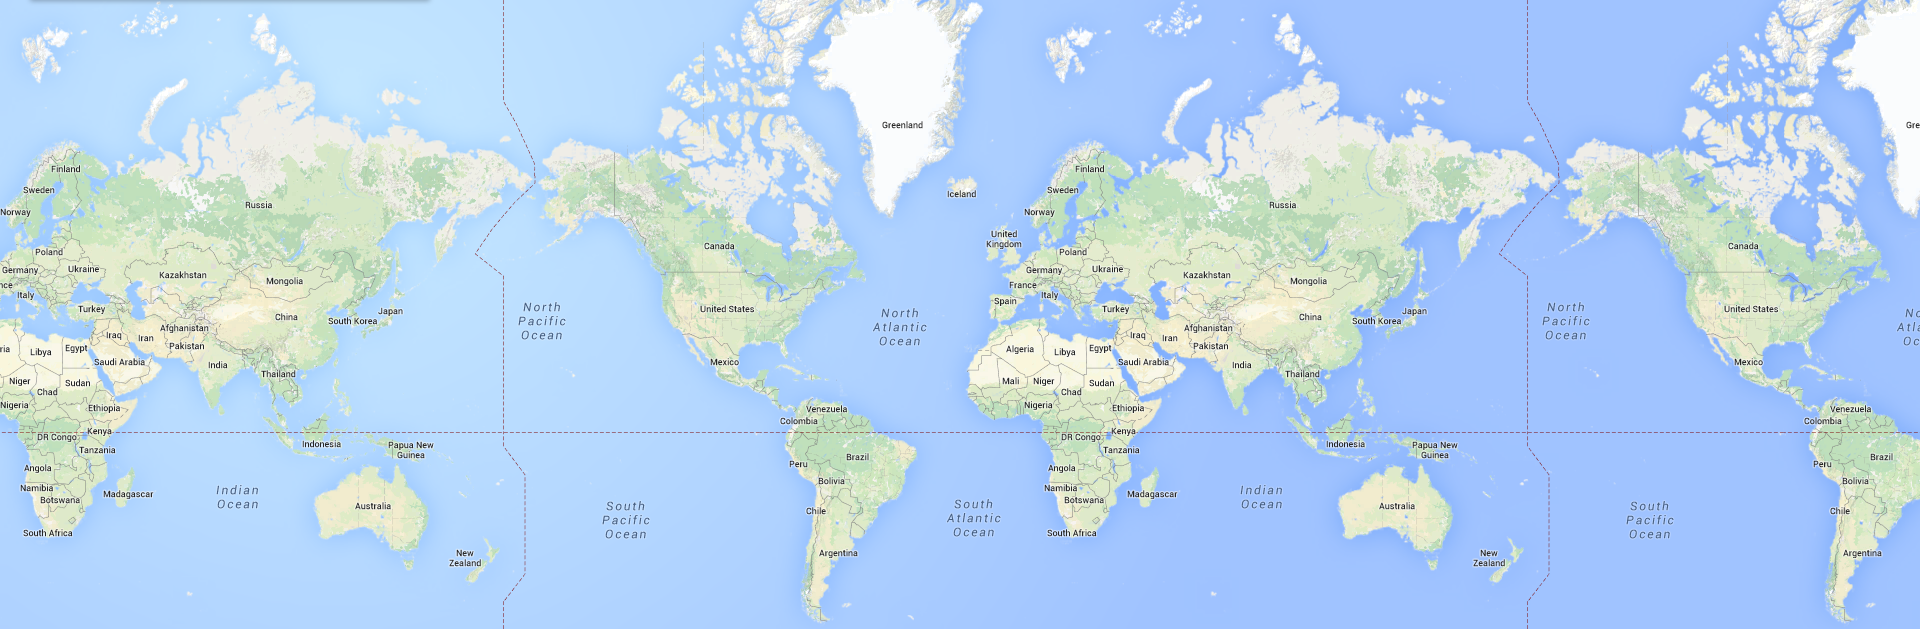 Greenland
Gre
Finland
Finland
Sweden
Iceland
Sweden
Russia
Russia
Norway
Norway
United
Kingdom
Canada
Canada
Poland
Poland
Germany
Ukraine
Germany
Ukraine
Kazakhstan
Kazakhstan
Mongolia
Mongolia
nce
France
Italy
Italy
Spain
Turkey
Turkey
United States
United States
Japan
Japan
China
China
South Korea
South Korea
North
Pacific
Ocean
North
Atlantic
Ocean
North
Pacific
Ocean
No
Atla
Oc
Afghanistan
Afghanistan
Iraq
Iran
Iraq
Iran
Pakistan
Pakistan
ria
Libya
Egypt
Algeria
Libya
Egypt
Saudi Arabia
Saudi Arabia
India
India
Mexico
Mexico
Thailand
Thailand
Niger
Sudan
Mali
Niger
Sudan
Chad
Chad
Nigeria
Ethiopia
Nigeria
Ethiopia
Venezuela
Venezuela
Colombia
Colombia
Kenya
Kenya
DR Congo
DR Congo
Indonesia
Indonesia
Papua New
Guinea
Papua New
Guinea
Tanzania
Tanzania
Brazil
Brazil
Peru
Peru
Angola
Angola
Bolivia
Bolivia
Namibia
Namibia
Madagascar
Madagascar
Botswana
Botswana
Indian
Ocean
Indian
Ocean
Australia
Australia
Chile
Chile
South
Pacific
Ocean
South
Atlantic
Ocean
South
Pacific
Ocean
South Africa
South Africa
New
Zealand
New
Zealand
Argentina
Argentina